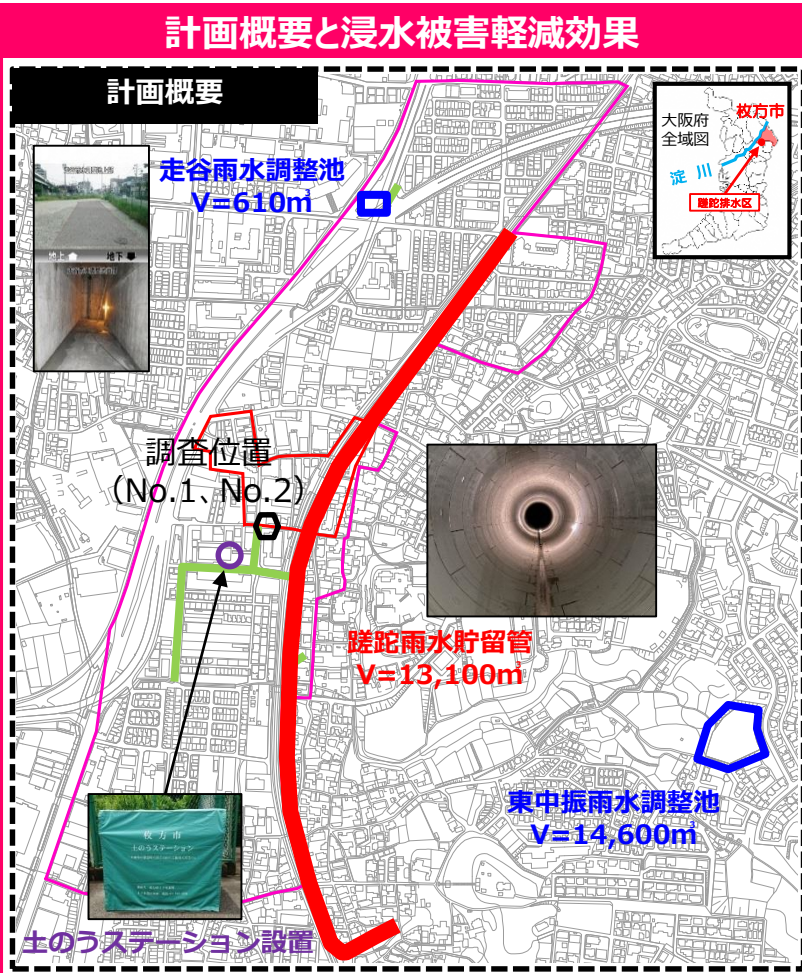 計画概要と浸水被害軽減効果
計画概要
大阪府
全域図
枚方市
淀川
蹉跎排水区
走谷雨水調整池
V=610㎥
地上
地下
調査位置
(No.1、No.2)
蹉跎雨水貯留管
V=13,100㎥
東中振雨水調整池
V=14,600㎥
枚方市
土のうステーション
土のうステーション設置